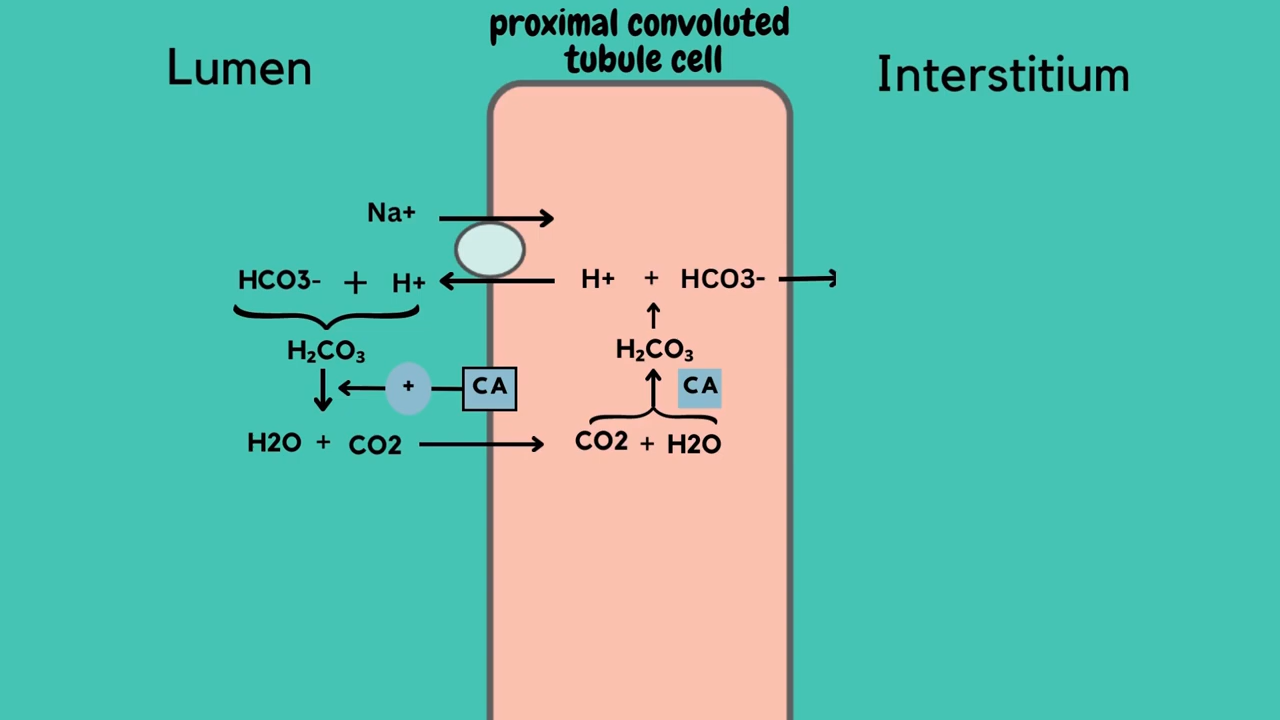 proximal convoluted
tubule cell
Lumen
Interstitium
Na+
HCO3- + H+
H+ + HCO3-
H₂CO₃
H₂CO₃
+
CA
CA
H2O + CO2
CO2 + H2O